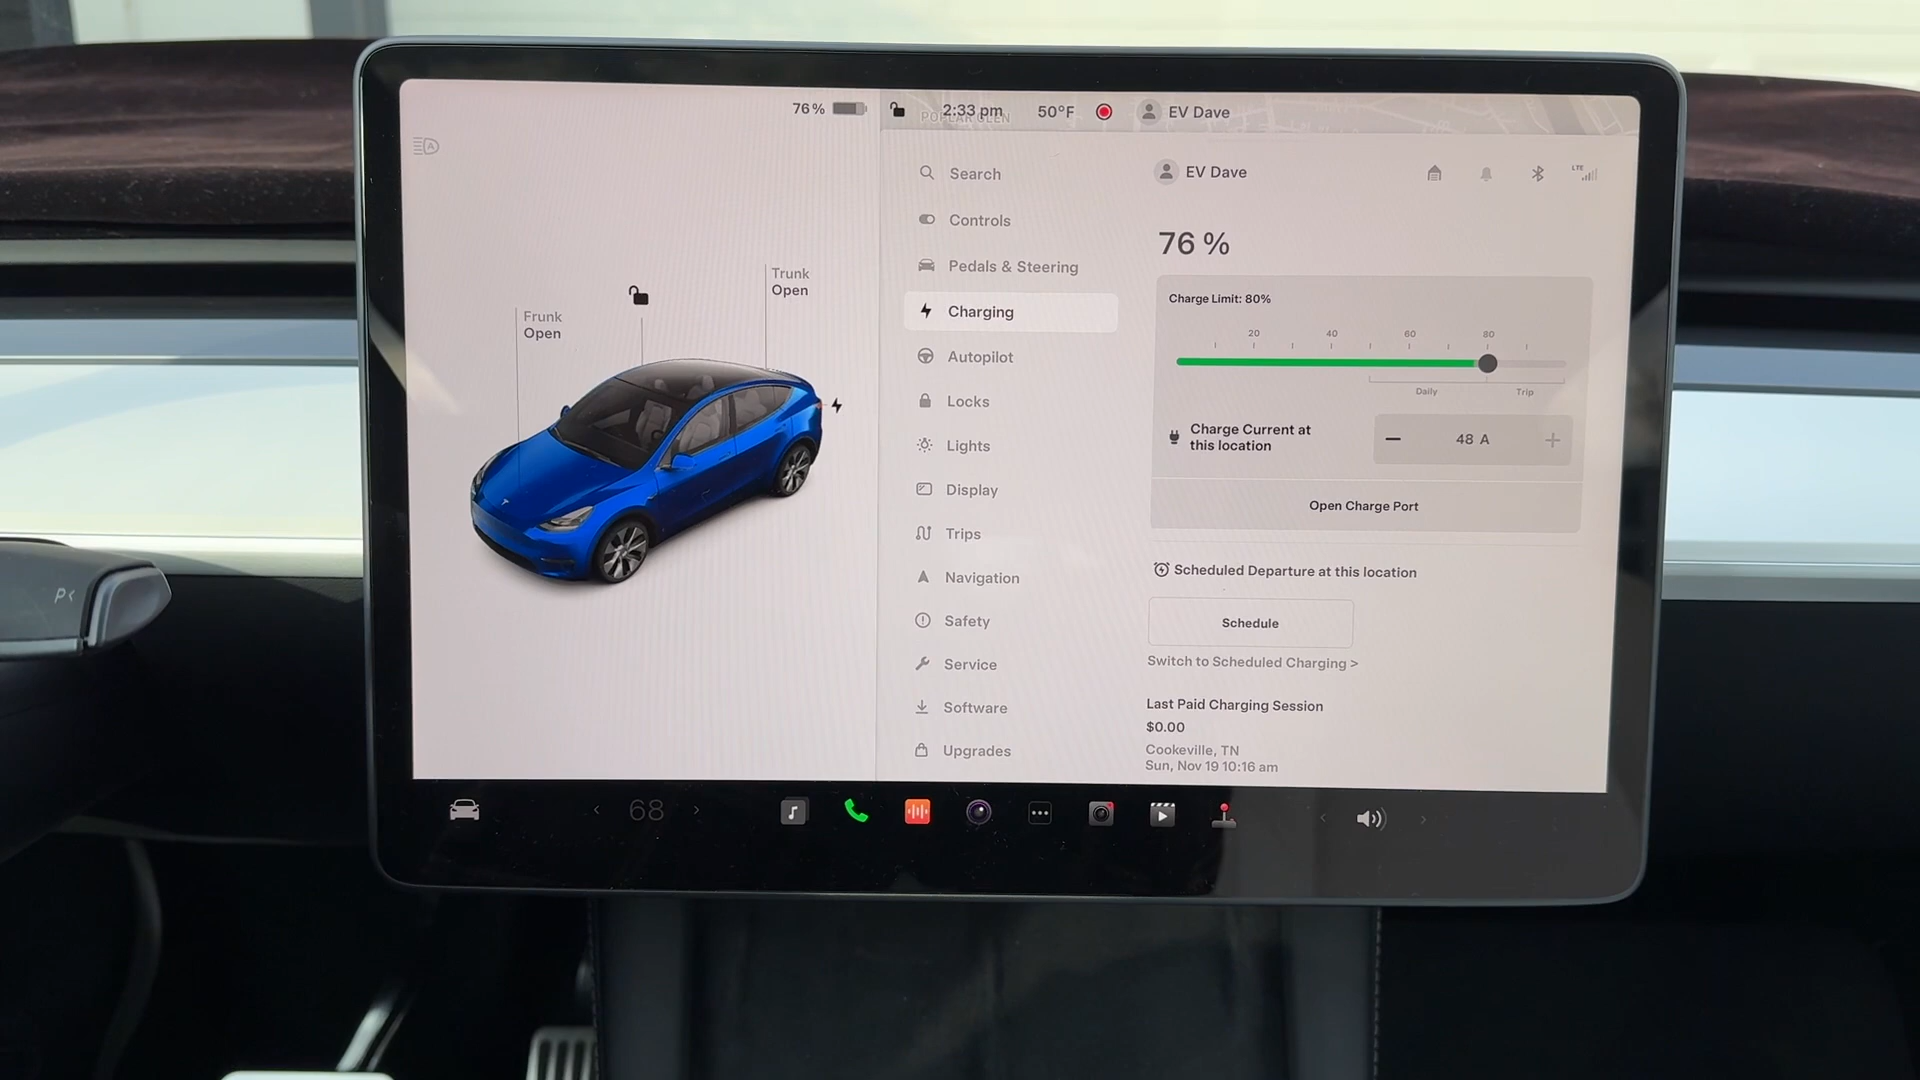 76%
2:33 pm
50°F
EV Dave
POPLAR GLEN
A
Frunk
Open
Trunk
Open
Search
Controls
Pedals & Steering
Charging
Autopilot
Locks
Lights
Display
Trips
Navigation
Safety
Service
Software
Upgrades
EV Dave
LTE
76 %
Charge Limit: 80%
20 40 60 80
Daily Trip
Charge Current at
this location
48 A
Open Charge Port
Scheduled Departure at this location
Schedule
Switch to Scheduled Charging >
Last Paid Charging Session
$0.00
Cookeville, TN
Sun, Nov 19 10:16 am
68
P